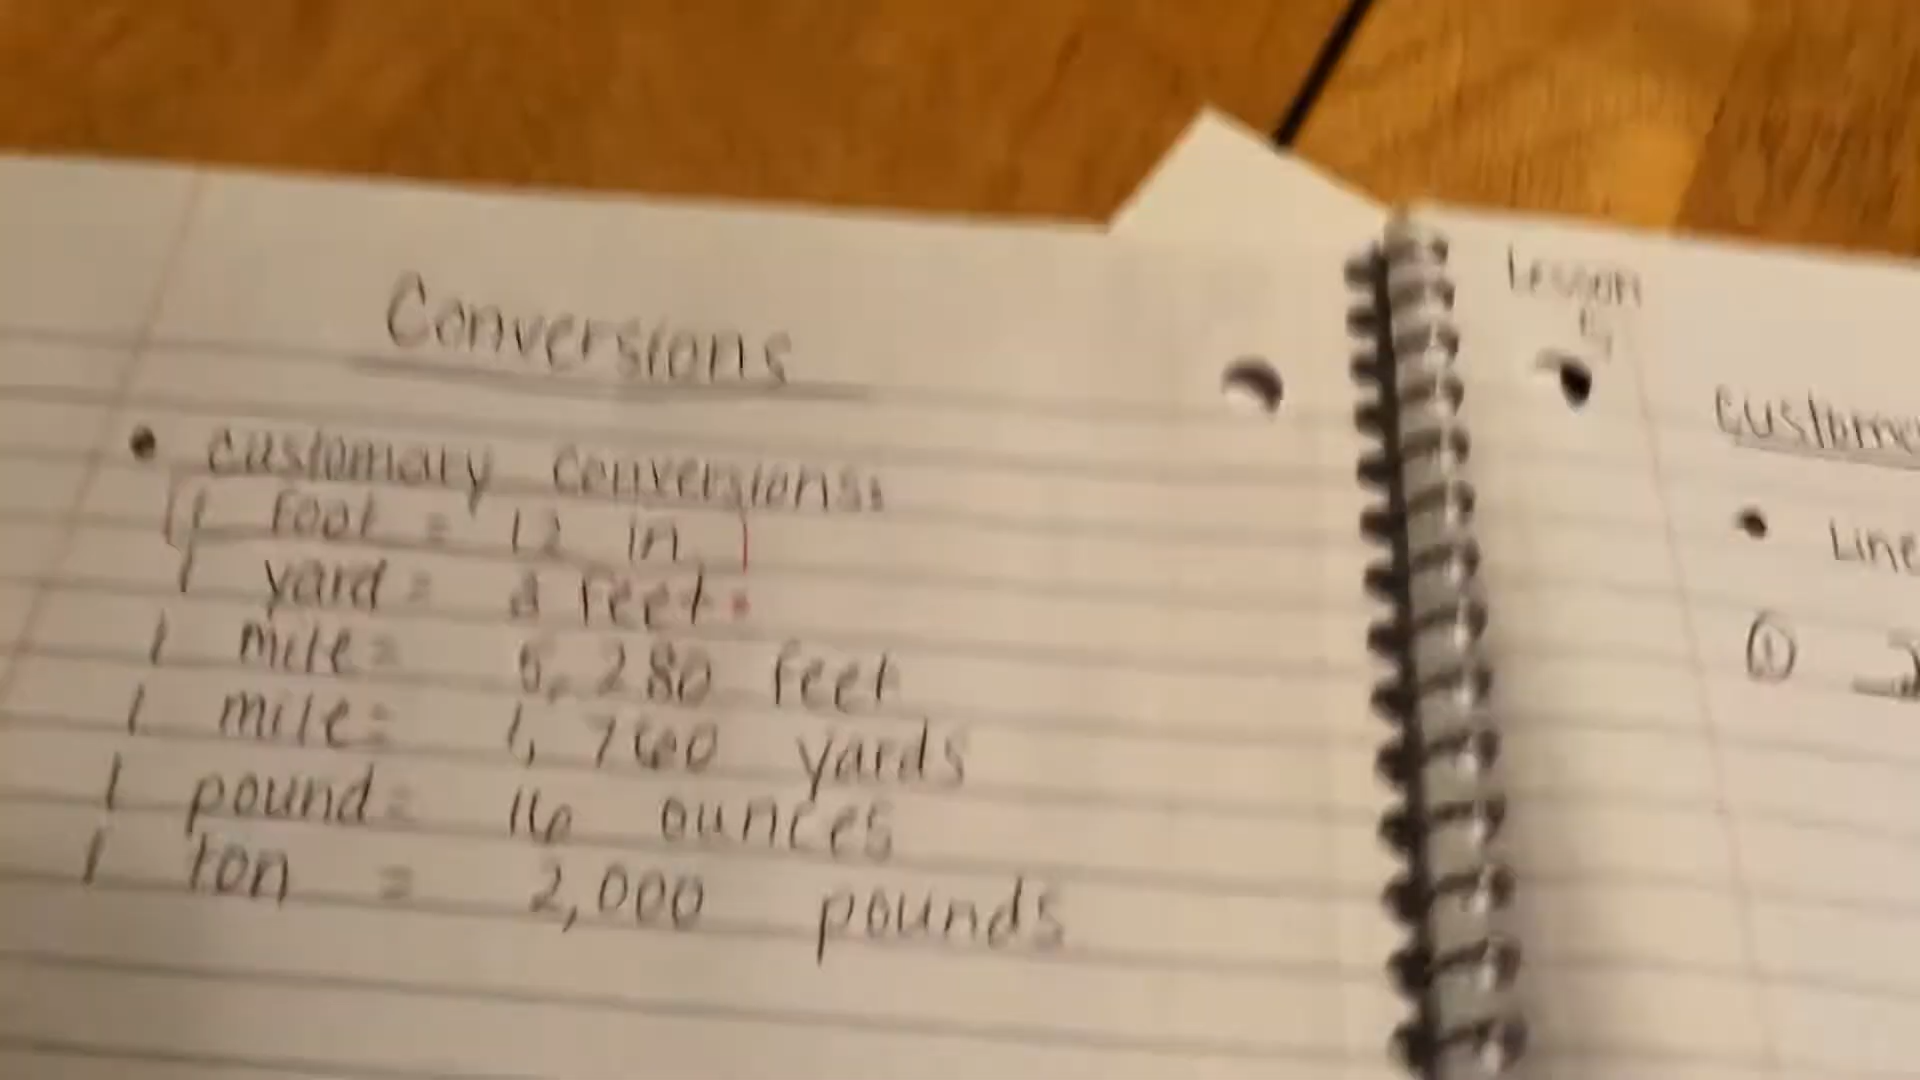 Conversions
• customary conversions:
1 foot = 12 in
1 yard = 3 feet
1 mile = 5,280 feet
1 mile = 1,760 yards
1 pound = 16 ounces
1 ton = 2,000 pounds
Lesson
Line
①